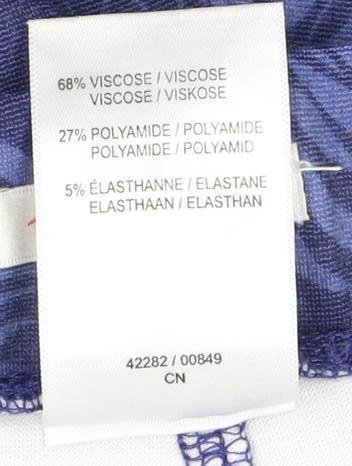 68% VISCOSE / VISCOSE
VISCOSE / VISKOSE
27% POLYAMIDE / POLYAMIDE
POLYAMIDE / POLYAMID
5% ÉLASTHANNE / ELASTANE
ELASTHAAN / ELASTHAN
42282 / 00849
CN